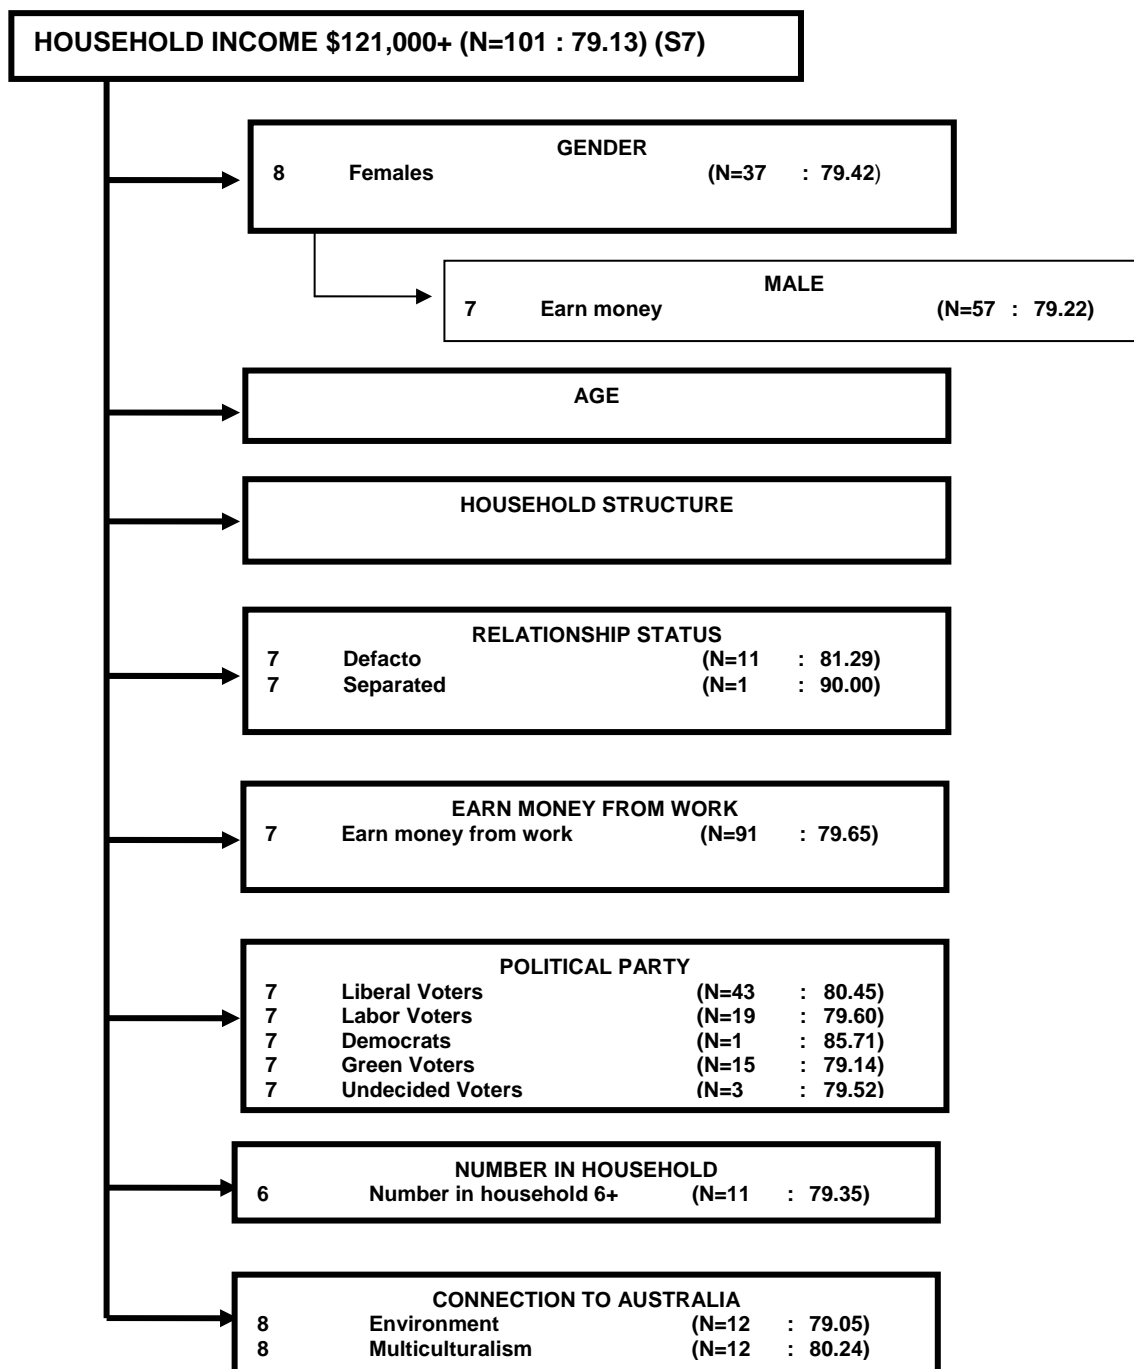 HOUSEHOLD INCOME $121,000+ (N=101 : 79.13) (S7)
GENDER
8 Females (N=37 : 79.42)
MALE
7 Earn money (N=57 : 79.22)
AGE
HOUSEHOLD STRUCTURE
RELATIONSHIP STATUS
7 Defacto (N=11 : 81.29)
7 Separated (N=1 : 90.00)
EARN MONEY FROM WORK
7 Earn money from work (N=91 : 79.65)
POLITICAL PARTY
7 Liberal Voters (N=43 : 80.45)
7 Labor Voters (N=19 : 79.60)
7 Democrats (N=1 : 85.71)
7 Green Voters (N=15 : 79.14)
7 Undecided Voters (N=3 : 79.52)
NUMBER IN HOUSEHOLD
6 Number in household 6+ (N=11 : 79.35)
CONNECTION TO AUSTRALIA
8 Environment (N=12 : 79.05)
8 Multiculturalism (N=12 : 80.24)